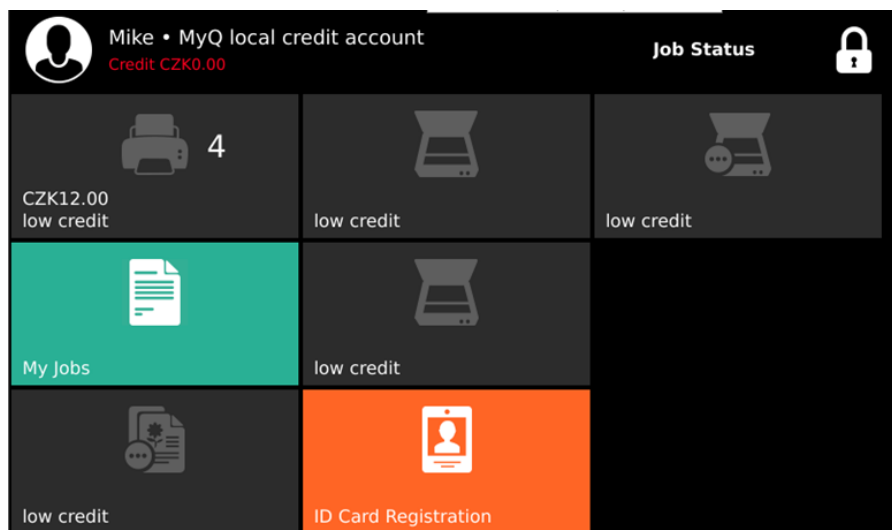 Mike • MyQ local credit account
Credit CZK0.00
Job Status
4
CZK12.00
low credit
low credit
low credit
My Jobs
low credit
low credit
ID Card Registration